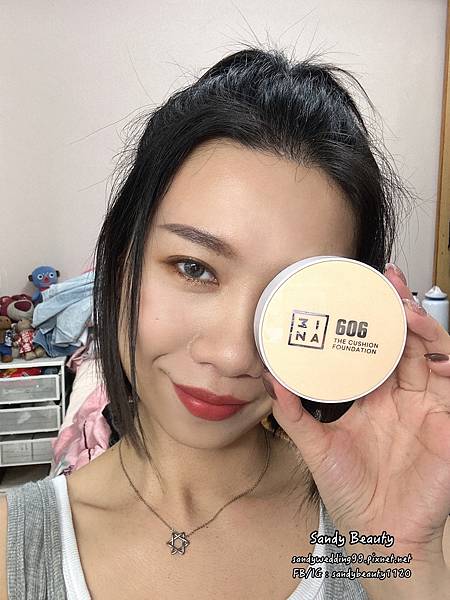 3INA
606
THE CUSHION
FOUNDATION
Sandy Beauty
sandywedding99.pixnet.net
FB/IG : sandybeauty1120